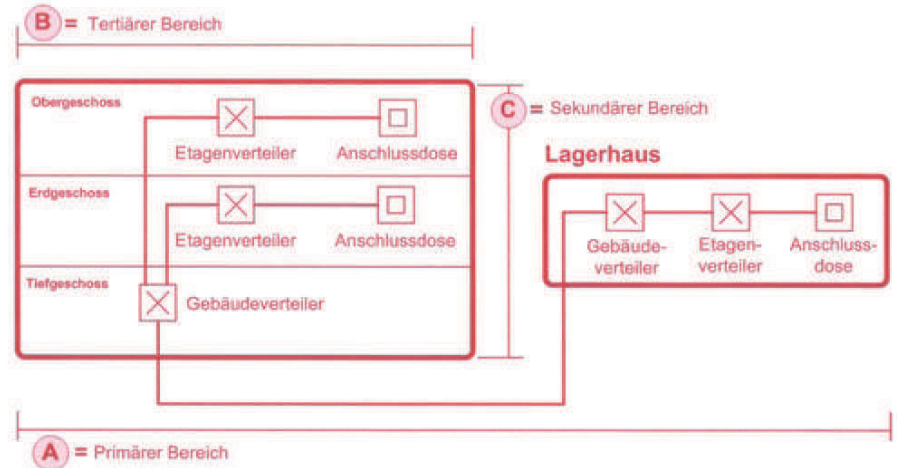 B = Tertiärer Bereich
Obergeschoss
Etagenverteiler Anschlussdose
C = Sekundärer Bereich
Lagerhaus
Erdgeschoss
Etagenverteiler Anschlussdose
Gebäude-
verteiler
Etagen-
verteiler
Anschluss-
dose
Tiefgeschoss
Gebäudeverteiler
A = Primärer Bereich